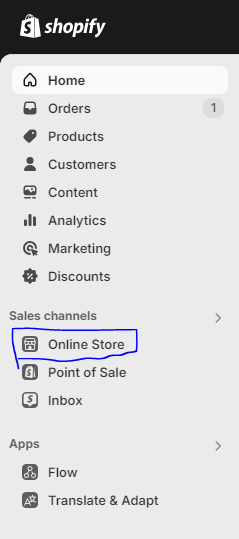 shopify
Home
Orders 1
Products
Customers
Content
Analytics
Marketing
Discounts
Sales channels
Online Store
Point of Sale
Inbox
Apps
Flow
Translate & Adapt